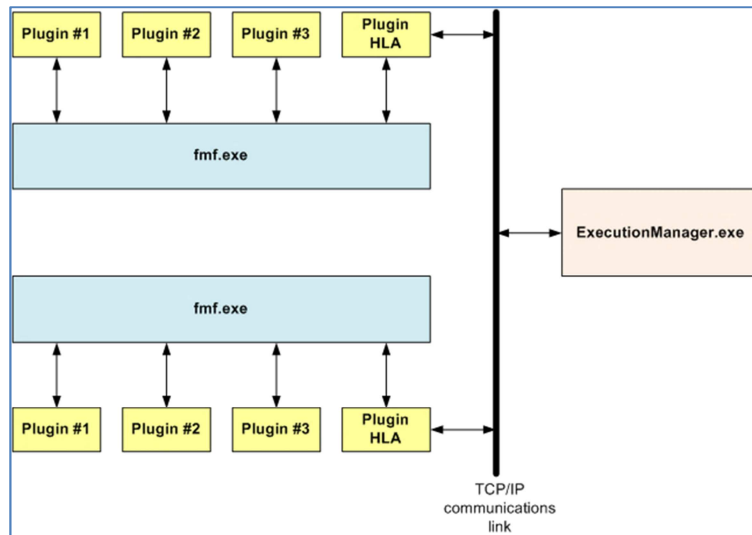 Plugin #1
Plugin #2
Plugin #3
Plugin
HLA
fmf.exe
ExecutionManager.exe
fmf.exe
Plugin #1
Plugin #2
Plugin #3
Plugin
HLA
TCP/IP
communications
link